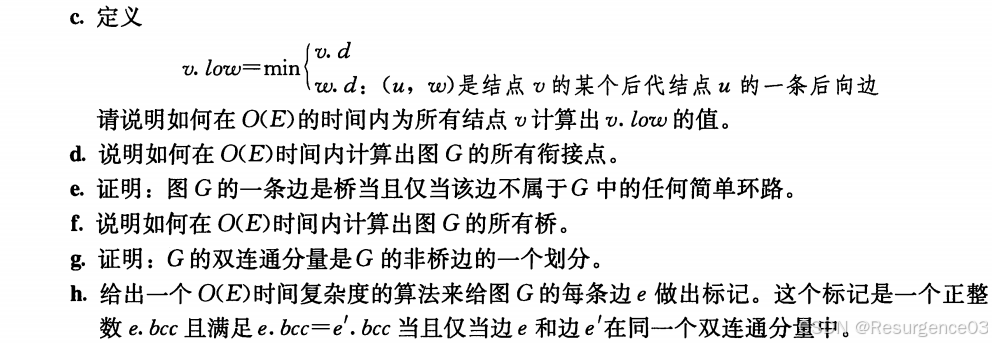 c. 定义
v.low=min{v.d
w.d：(u，w)是结点 v 的某个后代结点 u 的一条后向边
请说明如何在 O(E)的时间内为所有结点 v 计算出 v.low 的值。
d. 说明如何在 O(E)时间内计算出图 G 的所有衔接点。
e. 证明：图 G 的一条边是桥当且仅当该边不属于 G 中的任何简单环路。
f. 说明如何在 O(E)时间内计算出图 G 的所有桥。
g. 证明：G 的双连通分量是 G 的非桥边的一个划分。
h. 给出一个 O(E)时间复杂度的算法来给图 G 的每条边 e 做出标记。这个标记是一个正整
数 e.bcc 且满足 e.bcc=e′.bcc 当且仅当边 e 和边 e′在同一个双连通分量中。
@Resurgence03